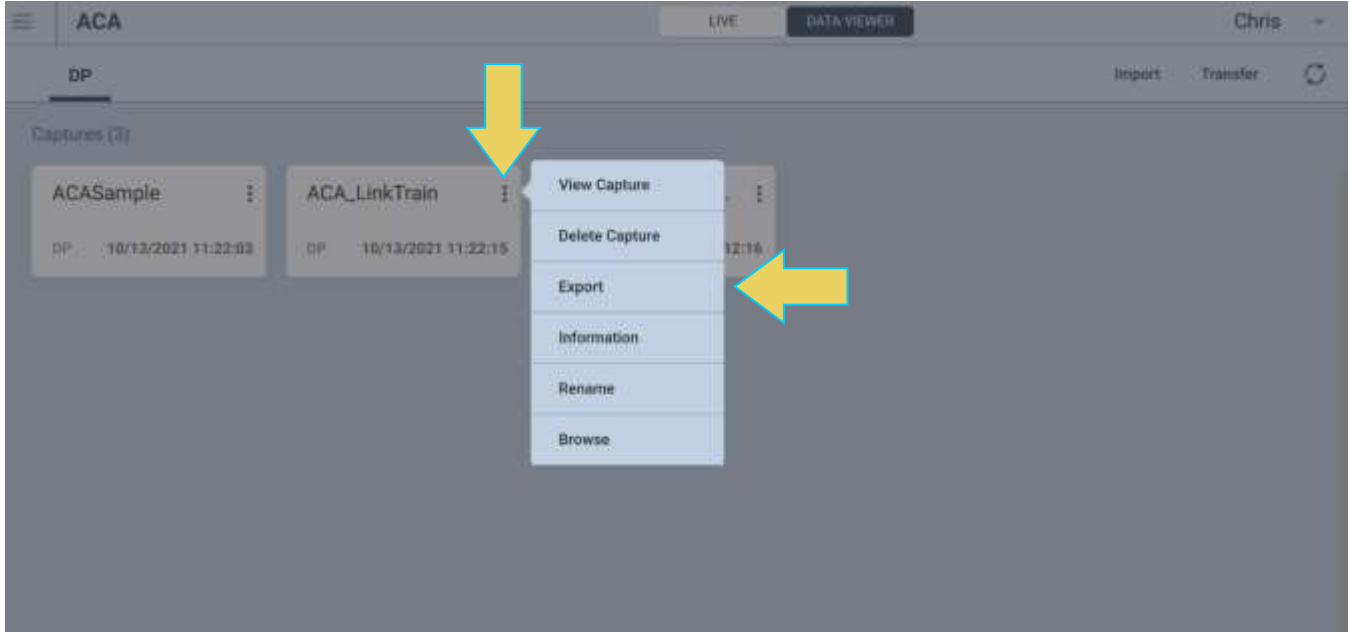 ACA
LIVE
DATA VIEWER
Chris
DP
Import
Transfer
Captures (3)
ACASample
DP 10/13/2021 11:22:03
ACA_LinkTrain
DP 10/13/2021 11:22:15
12:16
View Capture
Delete Capture
Export
Information
Rename
Browse